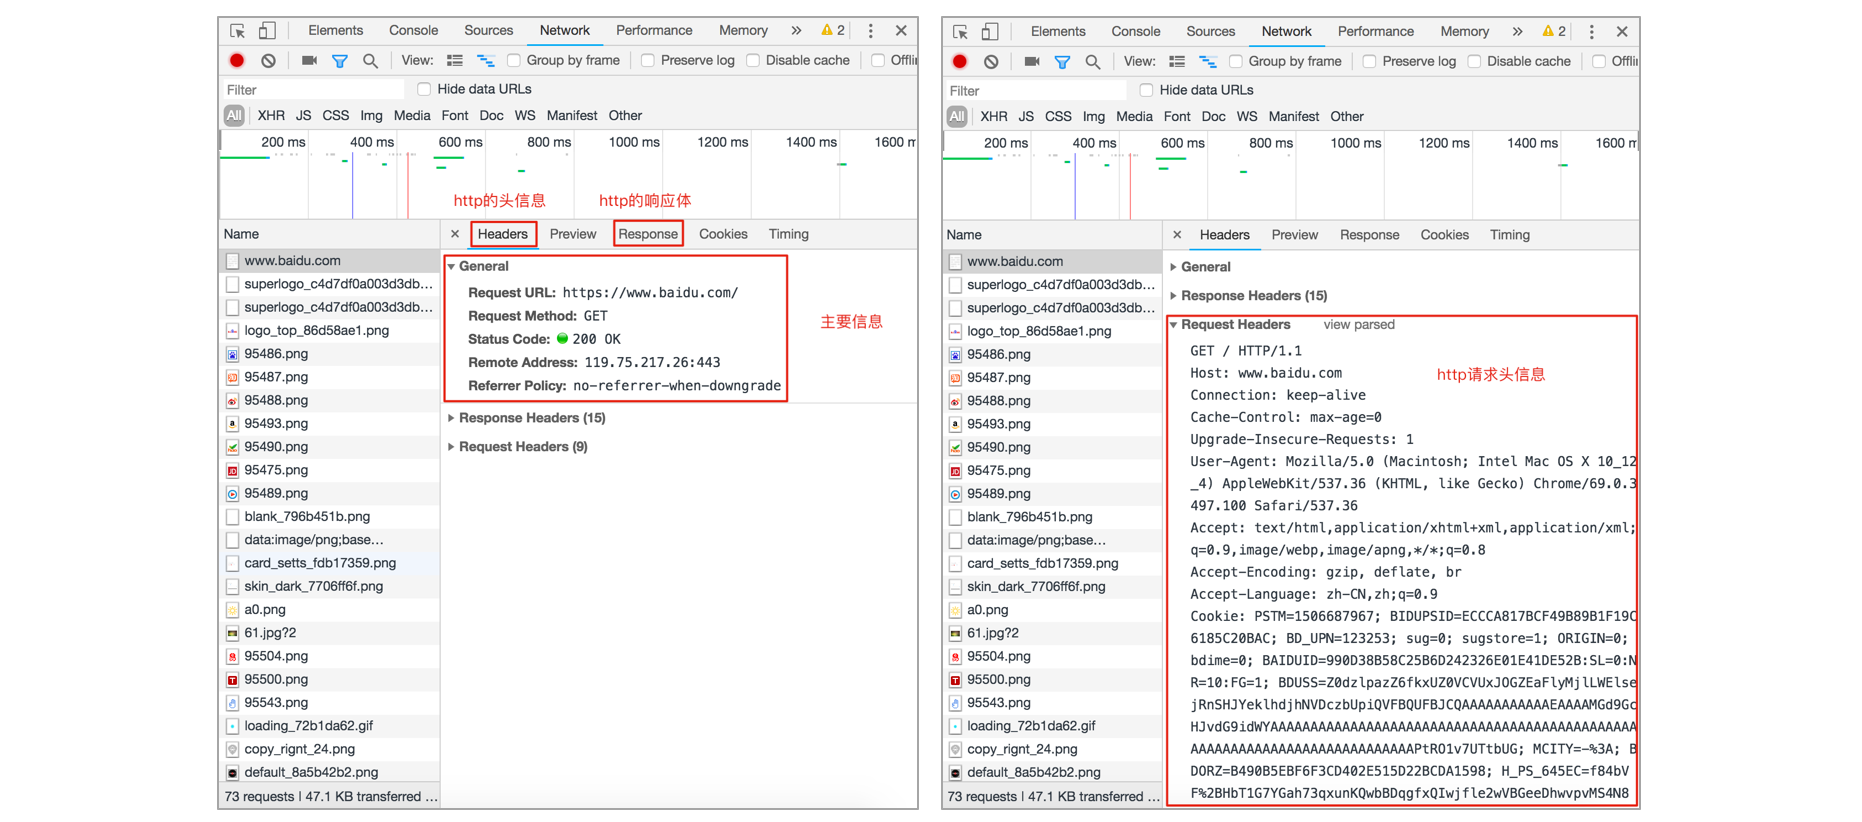 Elements Console Sources Network Performance Memory » 2
View: Group by frame Preserve log Disable cache
Filter Hide data URLs
All XHR JS CSS Img Media Font Doc WS Manifest Other
200 ms 400 ms 600 ms 800 ms 1000 ms 1200 ms 1400 ms 1600 m
http的头信息 http的响应体
Name
× Headers Preview Response Cookies Timing
www.baidu.com
superlogo_c4d7df0a003d3db...
superlogo_c4d7df0a003d3db...
logo_top_86d58ae1.png
95486.png
95487.png
95488.png
95493.png
95490.png
95475.png
95489.png
blank_796b451b.png
data:image/png;base...
card_setts_fdb17359.png
skin_dark_7706ff6f.png
a0.png
61.jpg?2
95504.png
95500.png
95543.png
loading_72b1da62.gif
copy_rignt_24.png
default_8a5b42b2.png
73 requests | 47.1 KB transferred ...
General
Request URL: https://www.baidu.com/
Request Method: GET
Status Code: 200 OK
Remote Address: 119.75.217.26:443
Referrer Policy: no-referrer-when-downgrade
主要信息
Response Headers (15)
Request Headers (9)
Elements Console Sources Network Performance Memory » 2
View: Group by frame Preserve log Disable cache
Filter Hide data URLs
All XHR JS CSS Img Media Font Doc WS Manifest Other
200 ms 400 ms 600 ms 800 ms 1000 ms 1200 ms 1400 ms 1600 m
Name
× Headers Preview Response Cookies Timing
www.baidu.com
superlogo_c4d7df0a003d3db...
superlogo_c4d7df0a003d3db...
logo_top_86d58ae1.png
95486.png
95487.png
95488.png
95493.png
95490.png
95475.png
95489.png
blank_796b451b.png
data:image/png;base...
card_setts_fdb17359.png
skin_dark_7706ff6f.png
a0.png
61.jpg?2
95504.png
95500.png
95543.png
loading_72b1da62.gif
copy_rignt_24.png
default_8a5b42b2.png
73 requests | 47.1 KB transferred ...
General
Response Headers (15)
Request Headers view parsed
GET / HTTP/1.1
Host: www.baidu.com
http请求头信息
Connection: keep-alive
Cache-Control: max-age=0
Upgrade-Insecure-Requests: 1
User-Agent: Mozilla/5.0 (Macintosh; Intel Mac OS X 10_12
_4) AppleWebKit/537.36 (KHTML, like Gecko) Chrome/69.0.3
497.100 Safari/537.36
Accept: text/html,application/xhtml+xml,application/xml;
q=0.9,image/webp,image/apng,*/*;q=0.8
Accept-Encoding: gzip, deflate, br
Accept-Language: zh-CN,zh;q=0.9
Cookie: PSTM=1506687967; BIDUPSID=ECCCA817BCF49B89B1F19C
6185C20BAC; BD_UPN=123253; sug=0; sugstore=1; ORIGIN=0;
bdime=0; BAIDUID=990D38B58C25B6D242326E01E41DE52B:SL=0:N
R=10:FG=1; BDUSS=Z0dzlpazZ6fkxUZ0VCVUxJOGZEaFlyMjlLWElse
jRnSHJYeklhdjhNVDczbUpiQVFBQUFBJCQAAAAAAAAAAAEAAAAMGd9Gc
HJvdG9idWYAAAAAAAAAAAAAAAAAAAAAAAAAAAAAAAAAAAAAAAAAAAAAA
AAAAAAAAAAAAAAAAAAAAAAAAAAAAPtRO1v7UTtbUG; MCITY=-%3A; B
DORZ=B490B5EBF6F3CD402E515D22BCDA1598; H_PS_645EC=f84bV
F%2BHbT1G7YGah73qxunKQwbBDqgfxQIwjfle2wVBGeeDhwvpvMS4N8